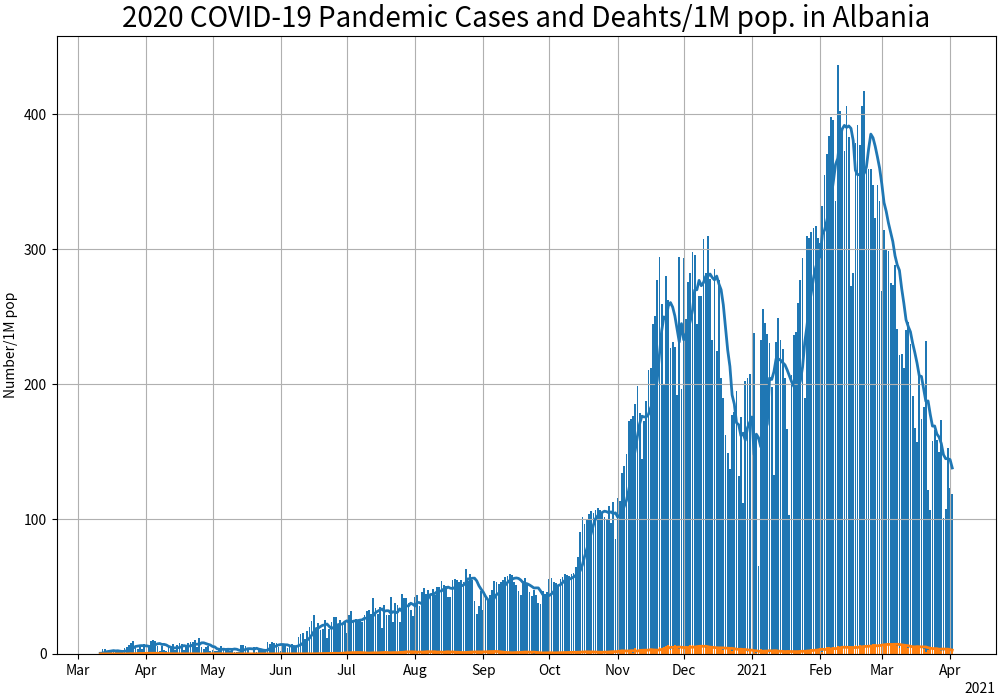 2020 COVID-19 Pandemic Cases and Deahts/1M pop. in Albania
Number/1M pop
400
300
200
100
0
Mar Apr May Jun Jul Aug Sep Oct Nov Dec 2021 Feb Mar Apr
2021